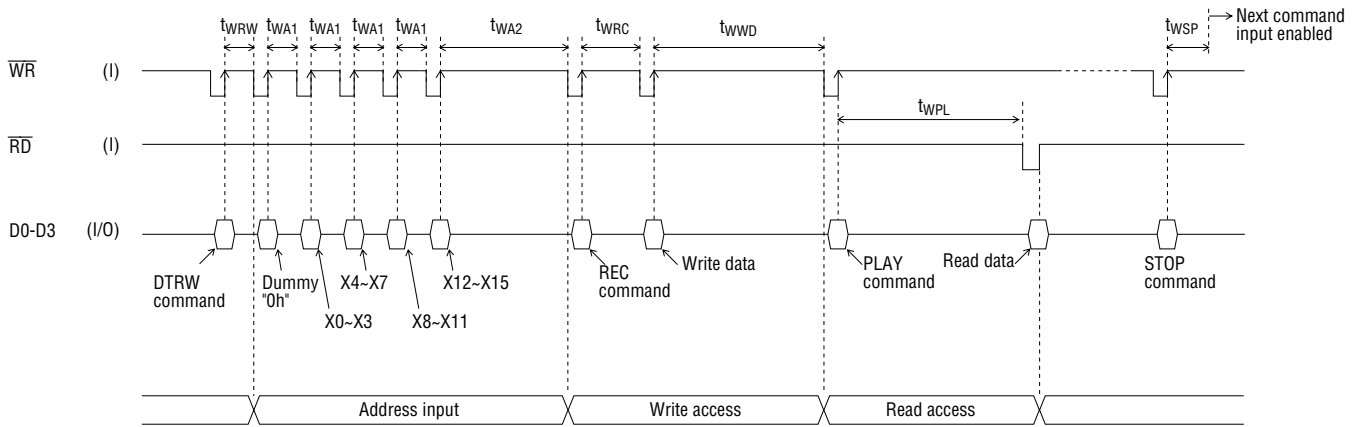 tWRW tWA1 tWA1 tWA1 tWA1 tWA2 tWRC tWWD tWSP Next command
input enabled
WR (I)
tWPL
RD (I)
D0-D3 (I/O)
DTRW
command
Dummy
"0h"
X0~X3
X4~X7
X8~X11
X12~X15
REC
command
Write data
PLAY
command
Read data
STOP
command
Address input Write access Read access